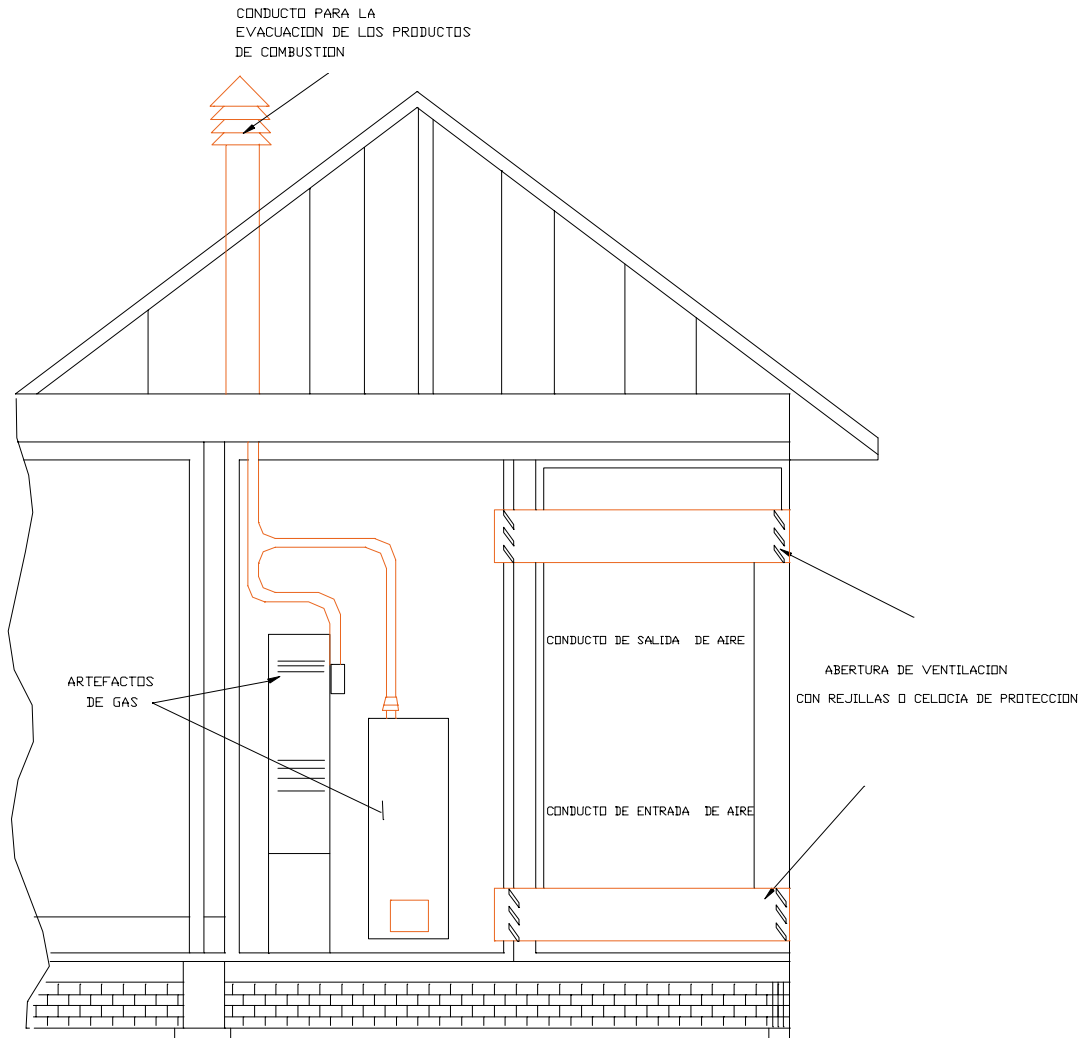 CONDUCTO PARA LA
EVACUACION DE LOS PRODUCTOS
DE COMBUSTION
CONDUCTO DE SALIDA DE AIRE
ARTEFACTOS
DE GAS
ABERTURA DE VENTILACION
CON REJILLAS O CELOCIA DE PROTECCION
CONDUCTO DE ENTRADA DE AIRE